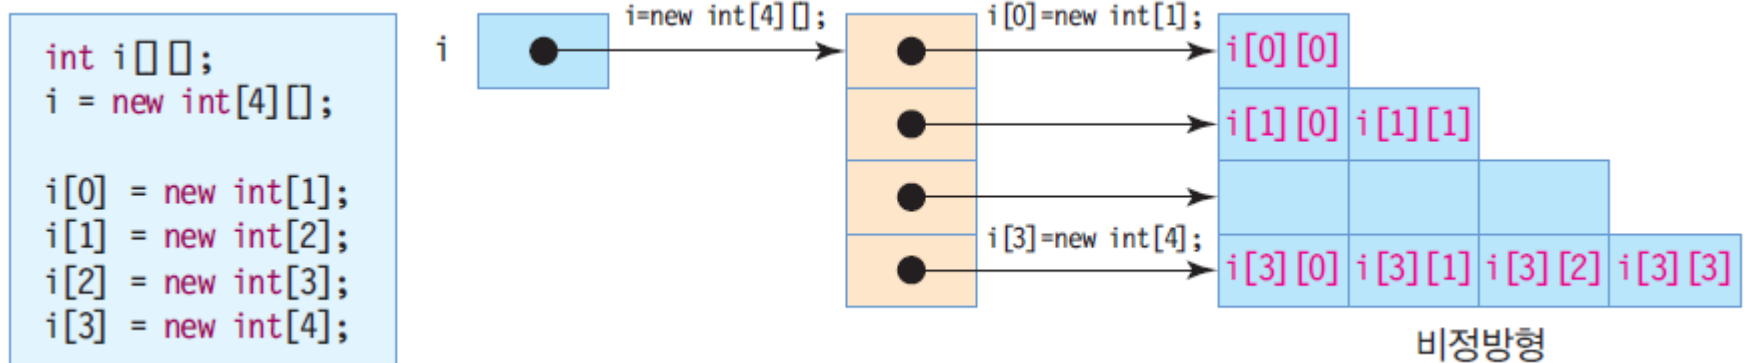 int i[][];
i = new int[4][];
i[0] = new int[1];
i[1] = new int[2];
i[2] = new int[3];
i[3] = new int[4];
i
i=new int[4][];
i[0]=new int[1];
i[0][0]
i[1][0] i[1][1]
i[3]=new int[4];
i[3][0] i[3][1] i[3][2] i[3][3]
비정방형